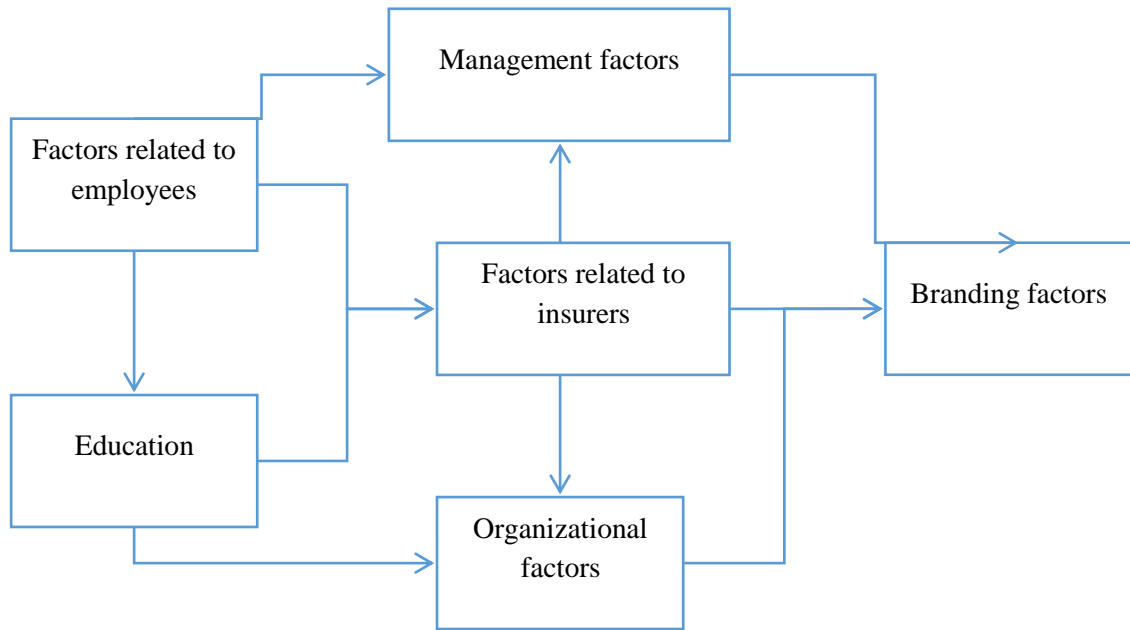 Management factors
Factors related to
employees
Factors related to
insurers
Branding factors
Education
Organizational
factors